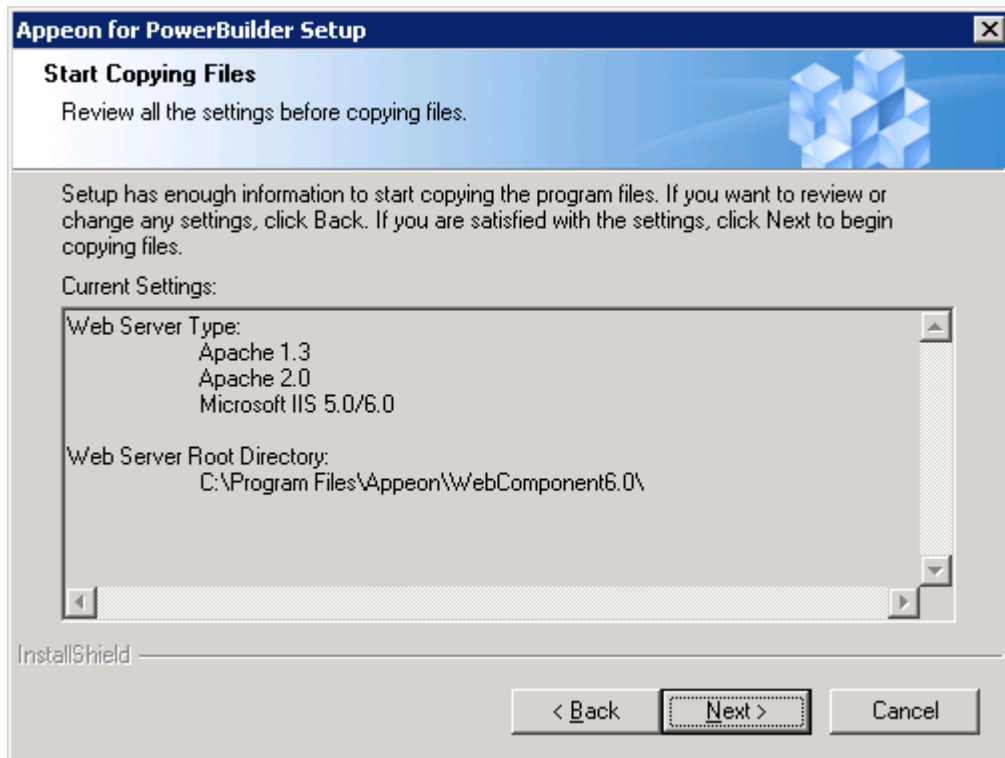 Appeon for PowerBuilder Setup
Start Copying Files
Review all the settings before copying files.
Setup has enough information to start copying the program files. If you want to review or
change any settings, click Back. If you are satisfied with the settings, click Next to begin
copying files.
Current Settings:
Web Server Type:
Apache 1.3
Apache 2.0
Microsoft IIS 5.0/6.0
Web Server Root Directory:
C:\Program Files\Appeon\WebComponent6.0\
InstallShield
< Back
Next >
Cancel